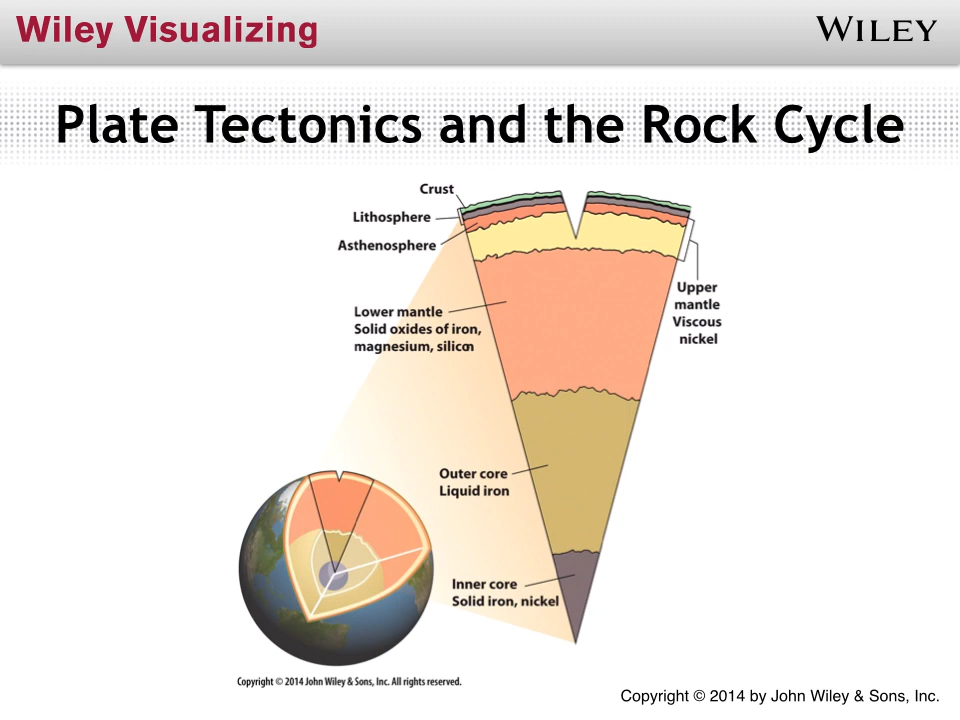 Wiley Visualizing
WILEY
Plate Tectonics and the Rock Cycle
Crust
Lithosphere
Asthenosphere
Upper
mantle
Viscous
nickel
Lower mantle
Solid oxides of iron,
magnesium, silicon
Outer core
Liquid iron
Inner core
Solid iron, nickel
Copyright © 2014 John Wiley & Sons, Inc. All rights reserved.
Copyright © 2014 by John Wiley & Sons, Inc.